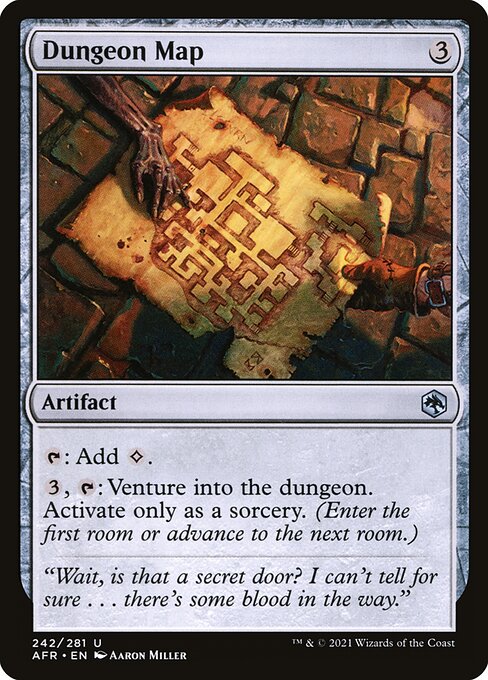 Dungeon Map 3
Artifact
: Add .
3, : Venture into the dungeon.
Activate only as a sorcery. (Enter the
first room or advance to the next room.)
“Wait, is that a secret door? I can’t tell for
sure . . . there’s some blood in the way.”
242/281 U
AFR • EN Aaron Miller
™ & © 2021 Wizards of the Coast